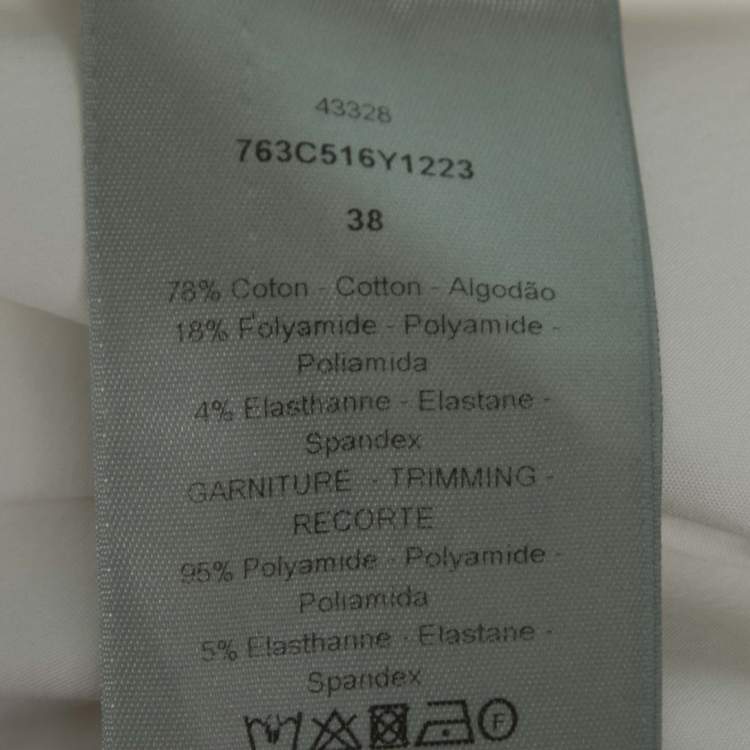 43328
763C516Y1223
38
78% Coton - Cotton - Algodão
18% Polyamide - Polyamide -
Poliamida
4% Elasthanne - Elastane -
Spandex
GARNITURE - TRIMMING -
RECORTE
95% Polyamide - Polyamide -
Poliamida
5% Elasthanne - Elastane -
Spandex
F